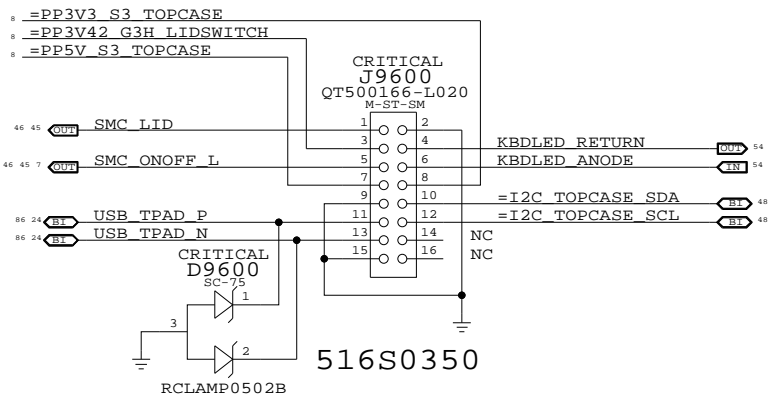 8 =PP3V3_S3_TOPCASE
8 =PP3V42_G3H_LIDSWITCH
8 =PP5V_S3_TOPCASE
CRITICAL
J9600
QT500166-L020
M-ST-SM
46 45 OUT SMC_LID 1 2
3 4 KBDLED_RETURN OUT 54
46 45 7 OUT SMC_ONOFF_L 5 6 KBDLED_ANODE IN 54
7 8
9 10 =I2C_TOPCASE_SDA BI 48
86 24 BI USB_TPAD_P 11 12 =I2C_TOPCASE_SCL BI 48
86 24 BI USB_TPAD_N 13 14 NC
15 16 NC
CRITICAL
D9600
SC-75
1
3
2
516S0350
RCLAMP0502B